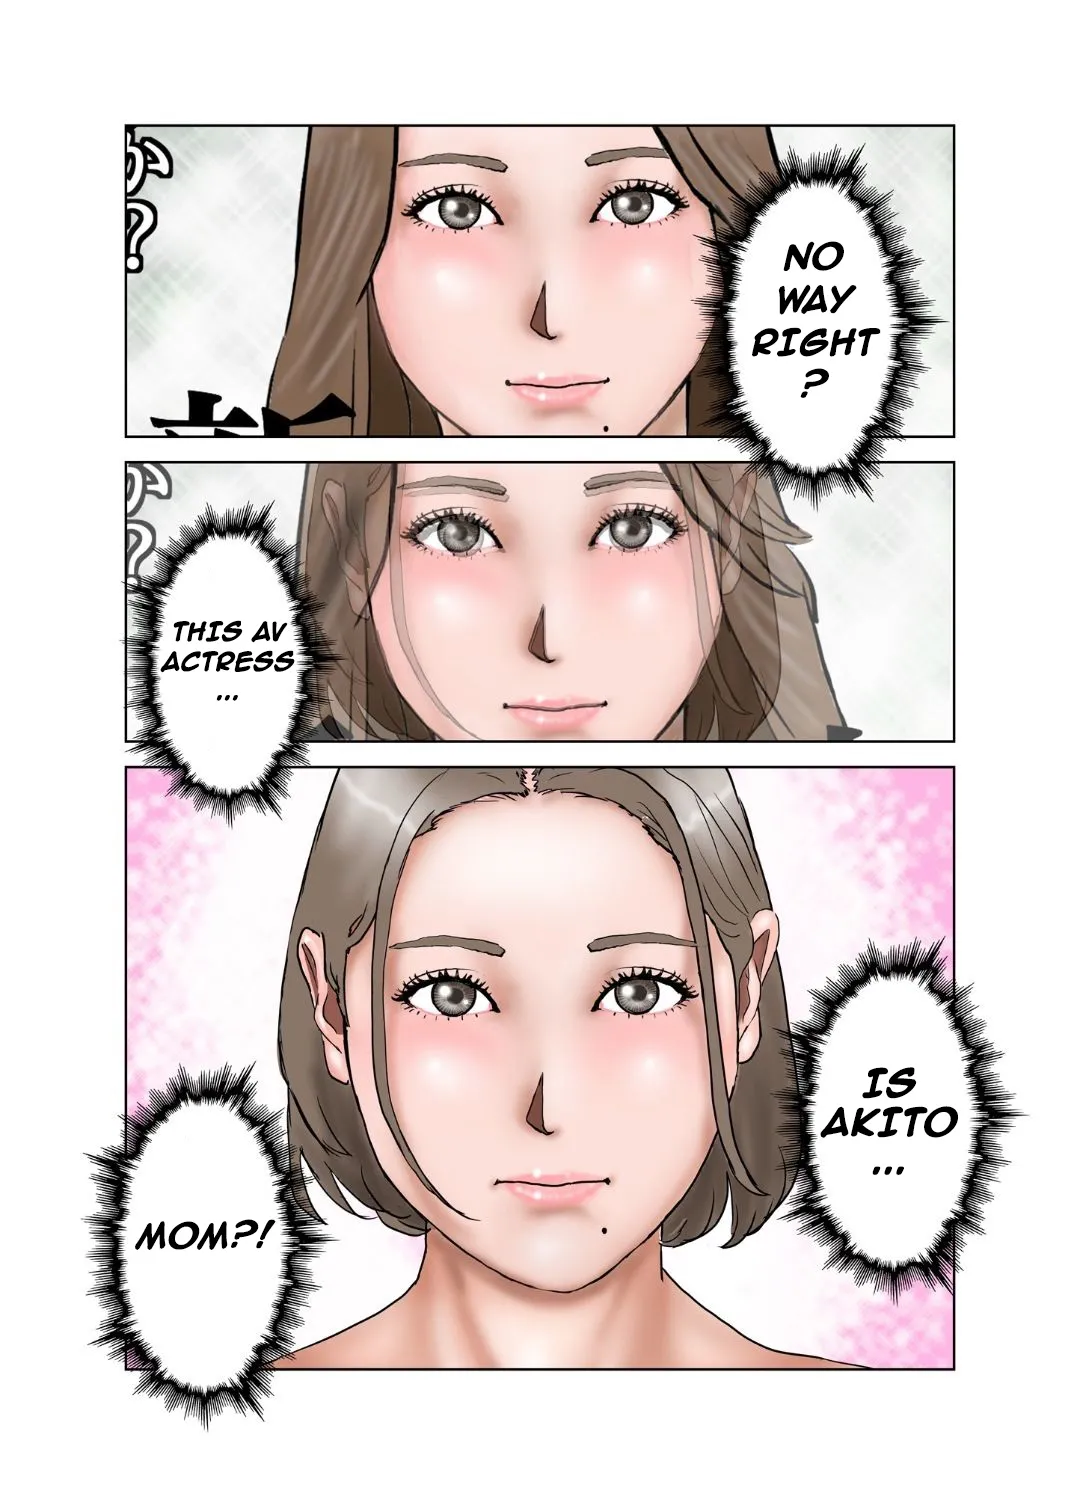 NO
WAY
RIGHT
?
THIS AV
ACTRESS
...
IS
AKITO
...
MOM?!